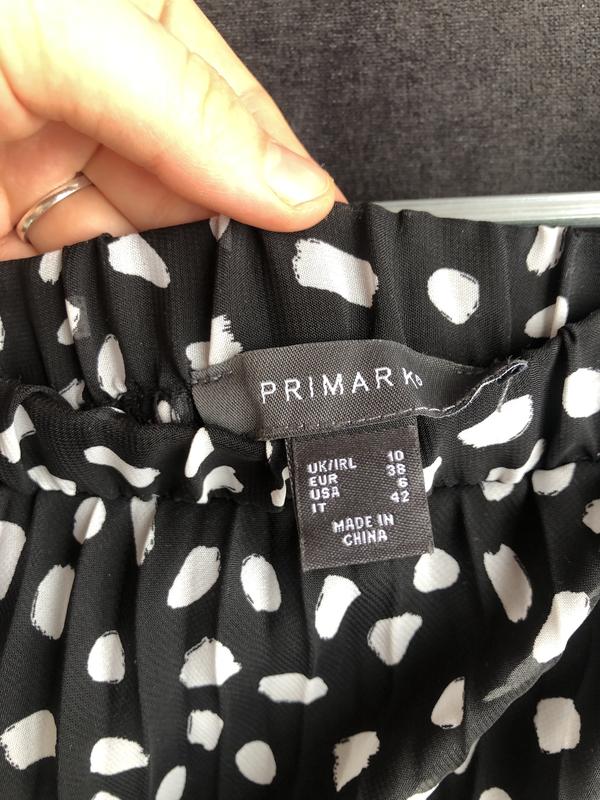 PRIMARK®
UK/IRL 10
EUR 38
USA 6
IT 42
MADE IN
CHINA